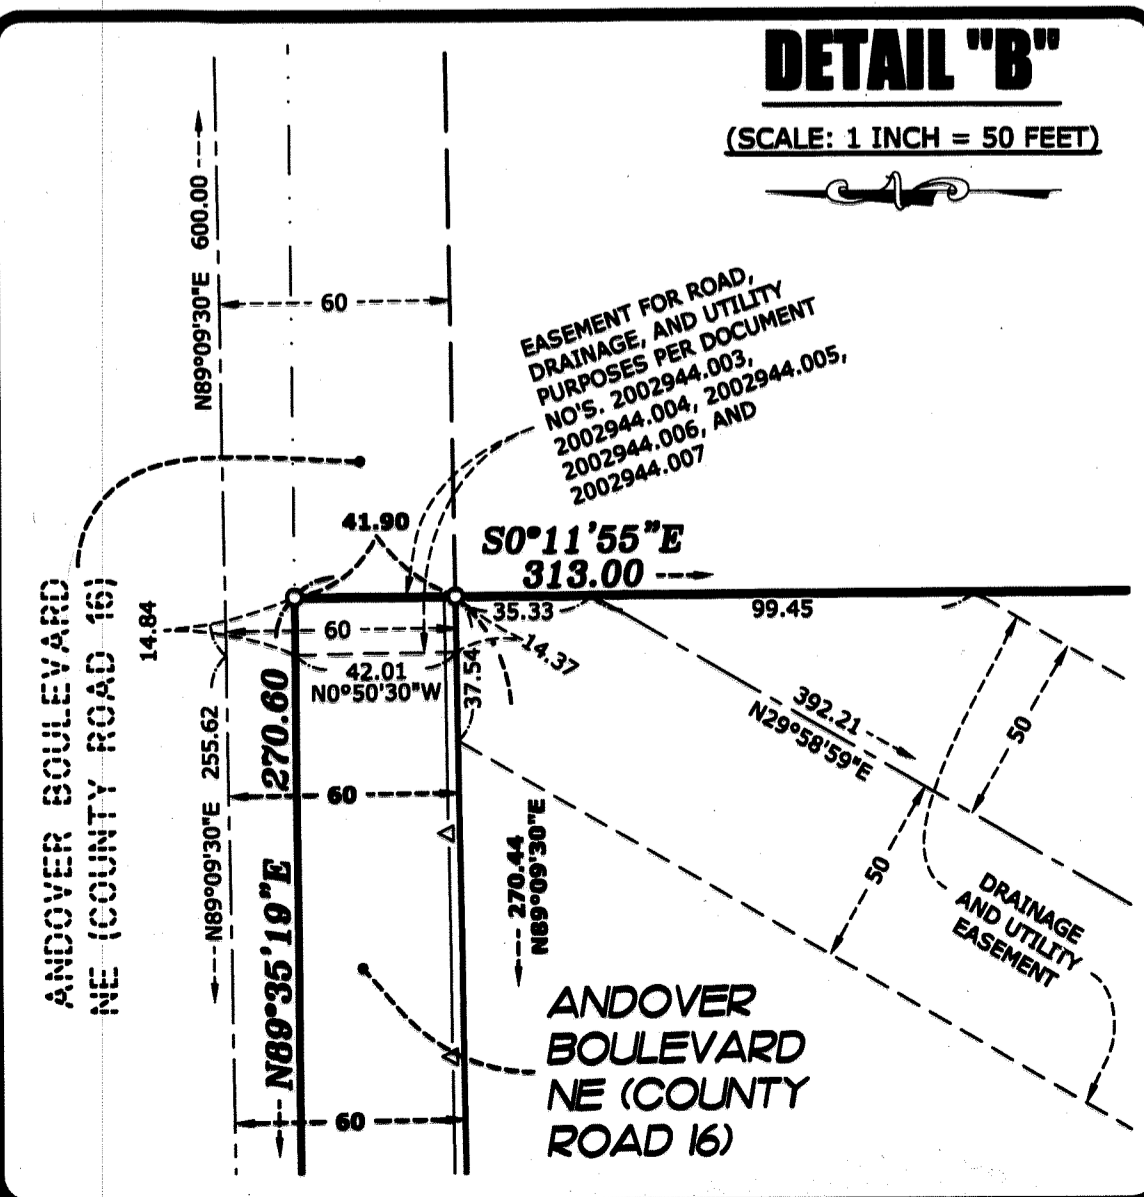 DETAIL "B"
(SCALE: 1 INCH = 50 FEET)
N89°09'30"E 600.00
60
EASEMENT FOR ROAD,
DRAINAGE, AND UTILITY
PURPOSES PER DOCUMENT
NO'S. 2002944.003,
2002944.004, 2002944.005,
2002944.006, AND
2002944.007
41.90
S0°11'55"E
313.00
35.33
99.45
14.84
60
14.37
42.01
N0°50'30"W
37.54
ANDOVER BOULEVARD
NE (COUNTY ROAD 16)
N89°09'30"E 255.62
270.60
N89°35'19"E
60
392.21
N29°58'59"E
50
50
270.44
N89°09'30"E
DRAINAGE
AND UTILITY
EASEMENT
ANDOVER
BOULEVARD
NE (COUNTY
ROAD 16)
60